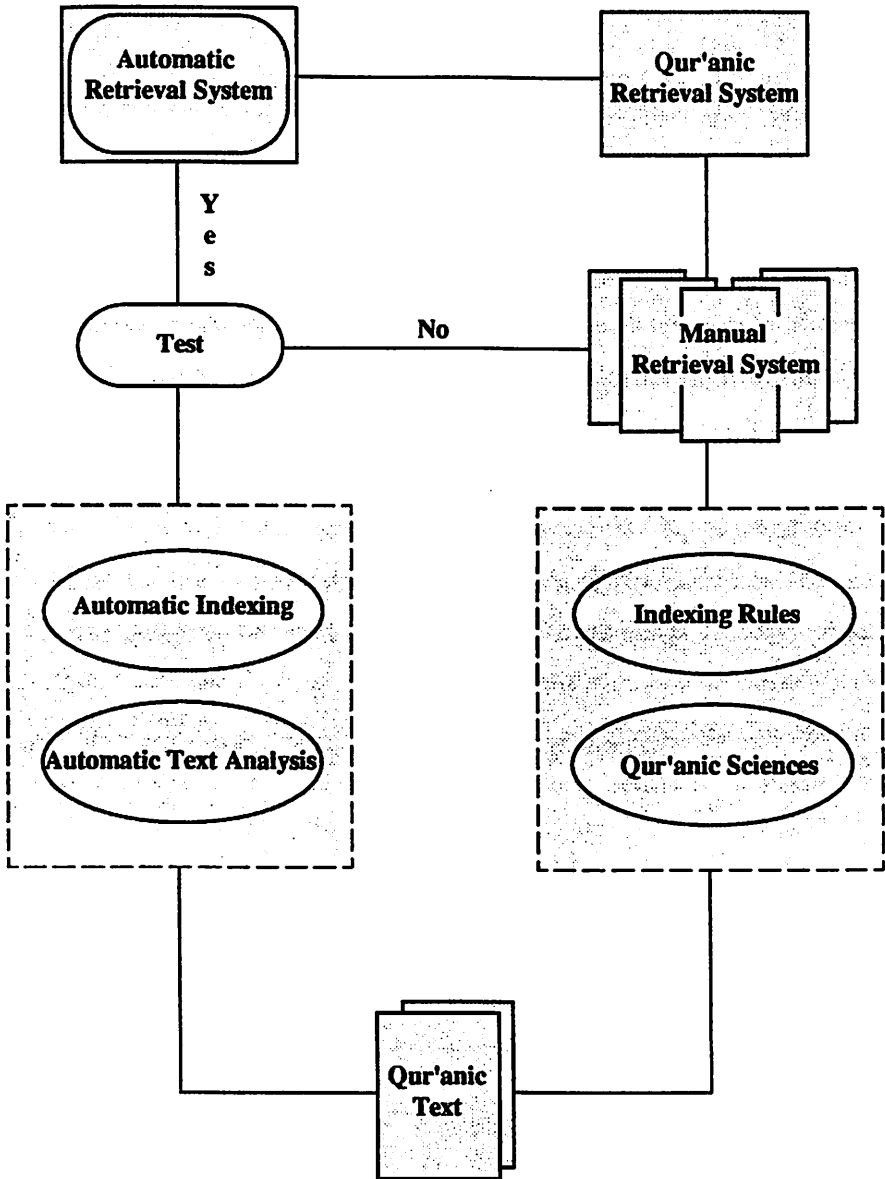 Automatic
Retrieval System
Qur'anic
Retrieval System
Yes
Test
No
Manual
Retrieval System
Automatic Indexing
Automatic Text Analysis
Indexing Rules
Qur'anic Sciences
Qur'anic
Text